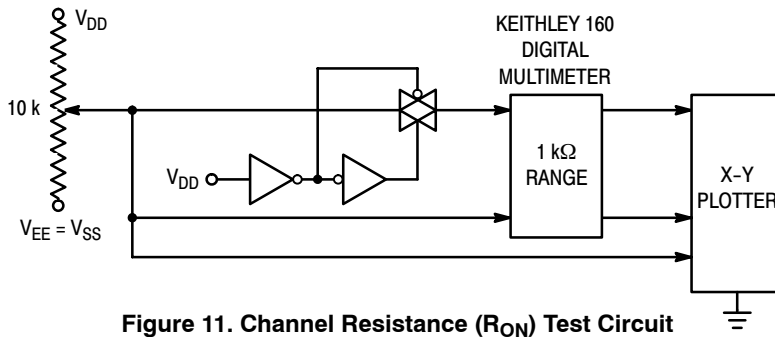 V_DD
10 k
V_EE = V_SS
V_DD
KEITHLEY 160
DIGITAL
MULTIMETER
1 kΩ
RANGE
X-Y
PLOTTER
Figure 11. Channel Resistance (R_ON) Test Circuit